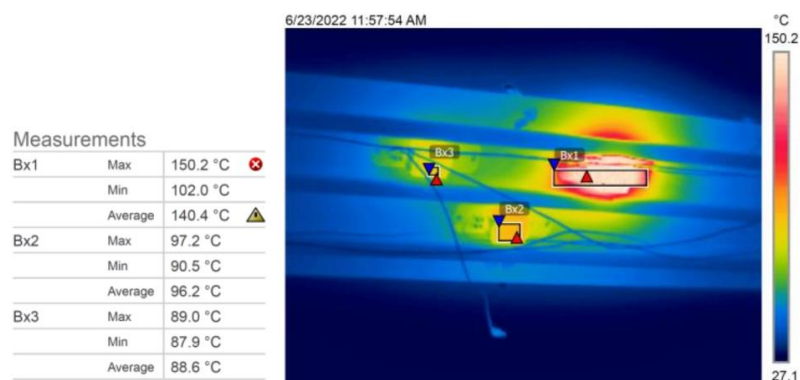 6/23/2022 11:57:54 AM
°C
150.2
Measurements
Bx1 Max 150.2 °C
Min 102.0 °C
Average 140.4 °C
Bx2 Max 97.2 °C
Min 90.5 °C
Average 96.2 °C
Bx3 Max 89.0 °C
Min 87.9 °C
Average 88.6 °C
Bx3
Bx1
Bx2
27.1